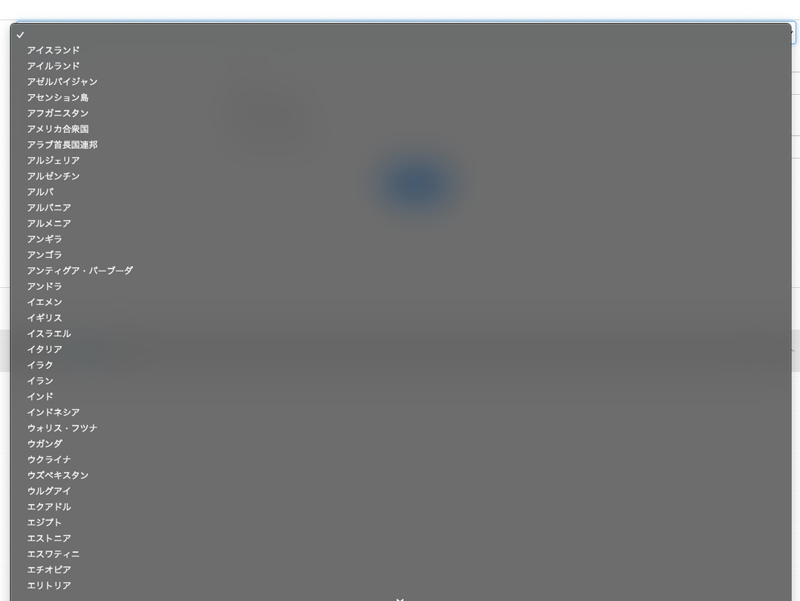 アイスランド
アイルランド
アゼルバイジャン
アセンション島
アフガニスタン
アメリカ合衆国
アラブ首長国連邦
アルジェリア
アルゼンチン
アルバ
アルバニア
アルメニア
アンギラ
アンゴラ
アンティグア・バーブーダ
アンドラ
イエメン
イギリス
イスラエル
イタリア
イラク
イラン
インド
インドネシア
ウォリス・フツナ
ウガンダ
ウクライナ
ウズベキスタン
ウルグアイ
エクアドル
エジプト
エストニア
エスワティニ
エチオピア
エリトリア